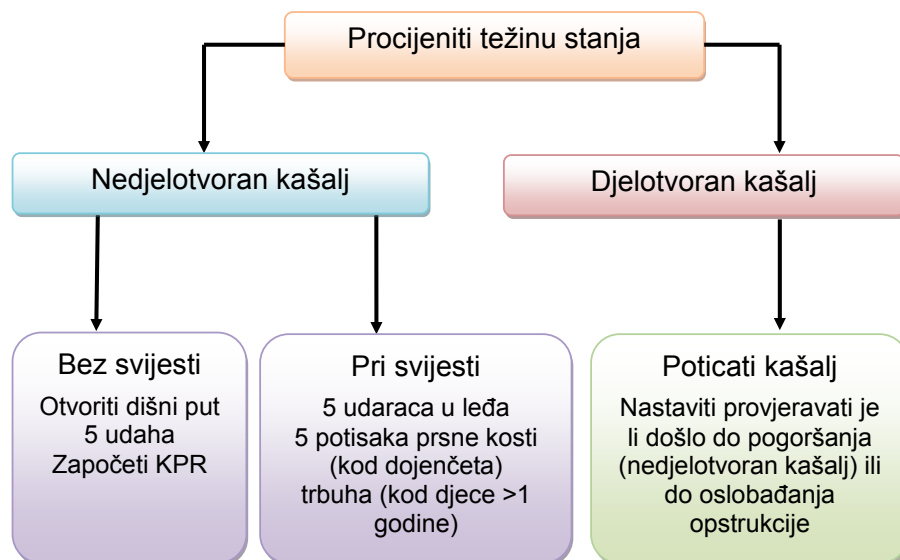 Procijeniti težinu stanja
Nedjelotvoran kašalj
Djelotvoran kašalj
Bez svijesti
Otvoriti dišni put
5 udaha
Započeti KPR
Pri svijesti
5 udaraca u leđa
5 potisaka prsne kosti
(kod dojenčeta)
trbuha (kod djece >1
godine)
Poticati kašalj
Nastaviti provjeravati je
li došlo do pogoršanja
(nedjelotvoran kašalj) ili
do oslobađanja
opstrukcije